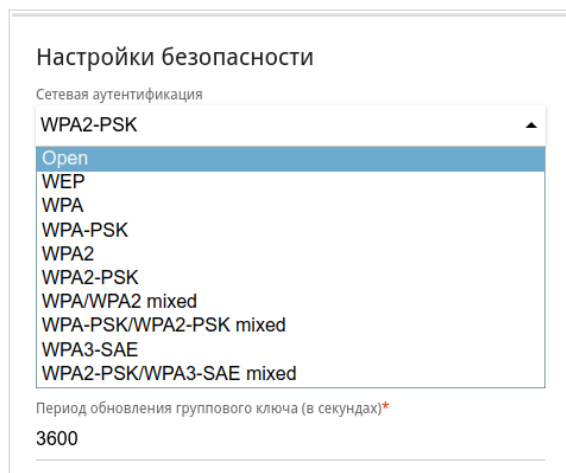 Настройки безопасности
Сетевая аутентификация
WPA2-PSK
Open
WEP
WPA
WPA-PSK
WPA2
WPA2-PSK
WPA/WPA2 mixed
WPA-PSK/WPA2-PSK mixed
WPA3-SAE
WPA2-PSK/WPA3-SAE mixed
Период обновления группового ключа (в секундах)*
3600